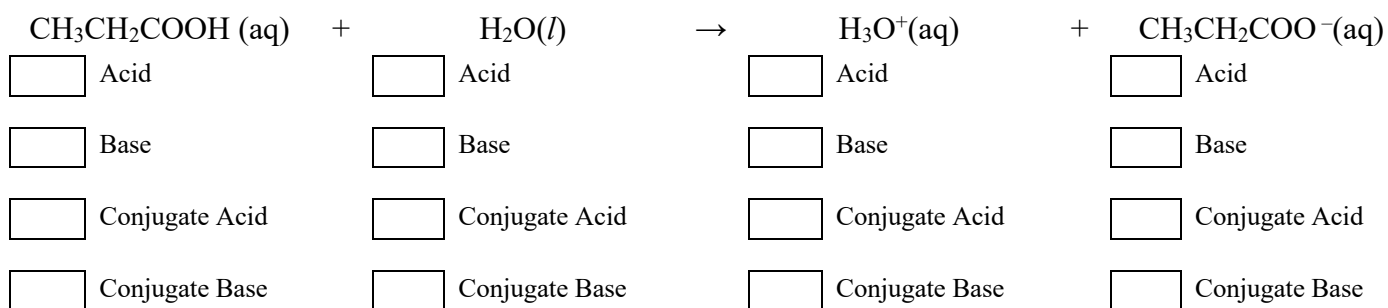 CH₃CH₂COOH (aq) + H₂O(l) → H₃O⁺(aq) + CH₃CH₂COO⁻(aq)
Acid Acid Acid Acid
Base Base Base Base
Conjugate Acid Conjugate Acid Conjugate Acid Conjugate Acid
Conjugate Base Conjugate Base Conjugate Base Conjugate Base